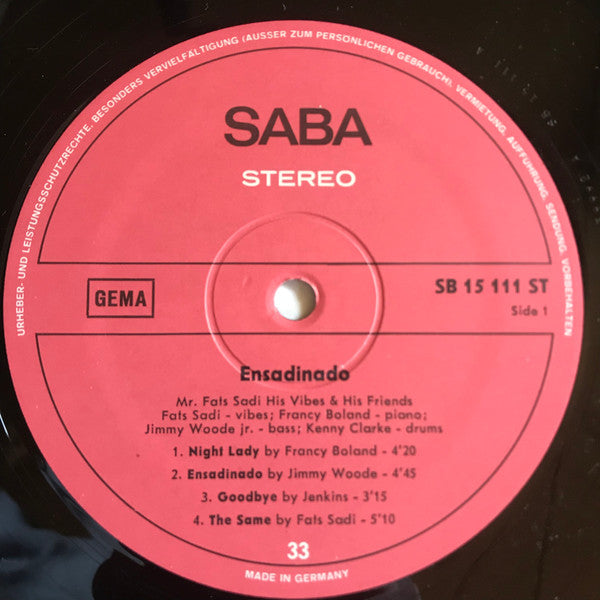 URHEBER- UND LEISTUNGSSCHUTZRECHTE, BESONDERS VERVIELFÄLTIGUNG (AUSSER ZUM PERSÖNLICHEN GEBRAUCH), VERMIETUNG, AUFFÜHRUNG, SENDUNG, VORBEHALTEN
SABA
STEREO
GEMA
SB 15 111 ST
Side 1
Ensadinado
Mr. Fats Sadi His Vibes & His Friends
Fats Sadi - vibes; Francy Boland - piano;
Jimmy Woode jr. - bass; Kenny Clarke - drums
1. Night Lady by Francy Boland - 4'20
2. Ensadinado by Jimmy Woode - 4'45
3. Goodbye by Jenkins - 3'15
4. The Same by Fats Sadi - 5'10
33
MADE IN GERMANY